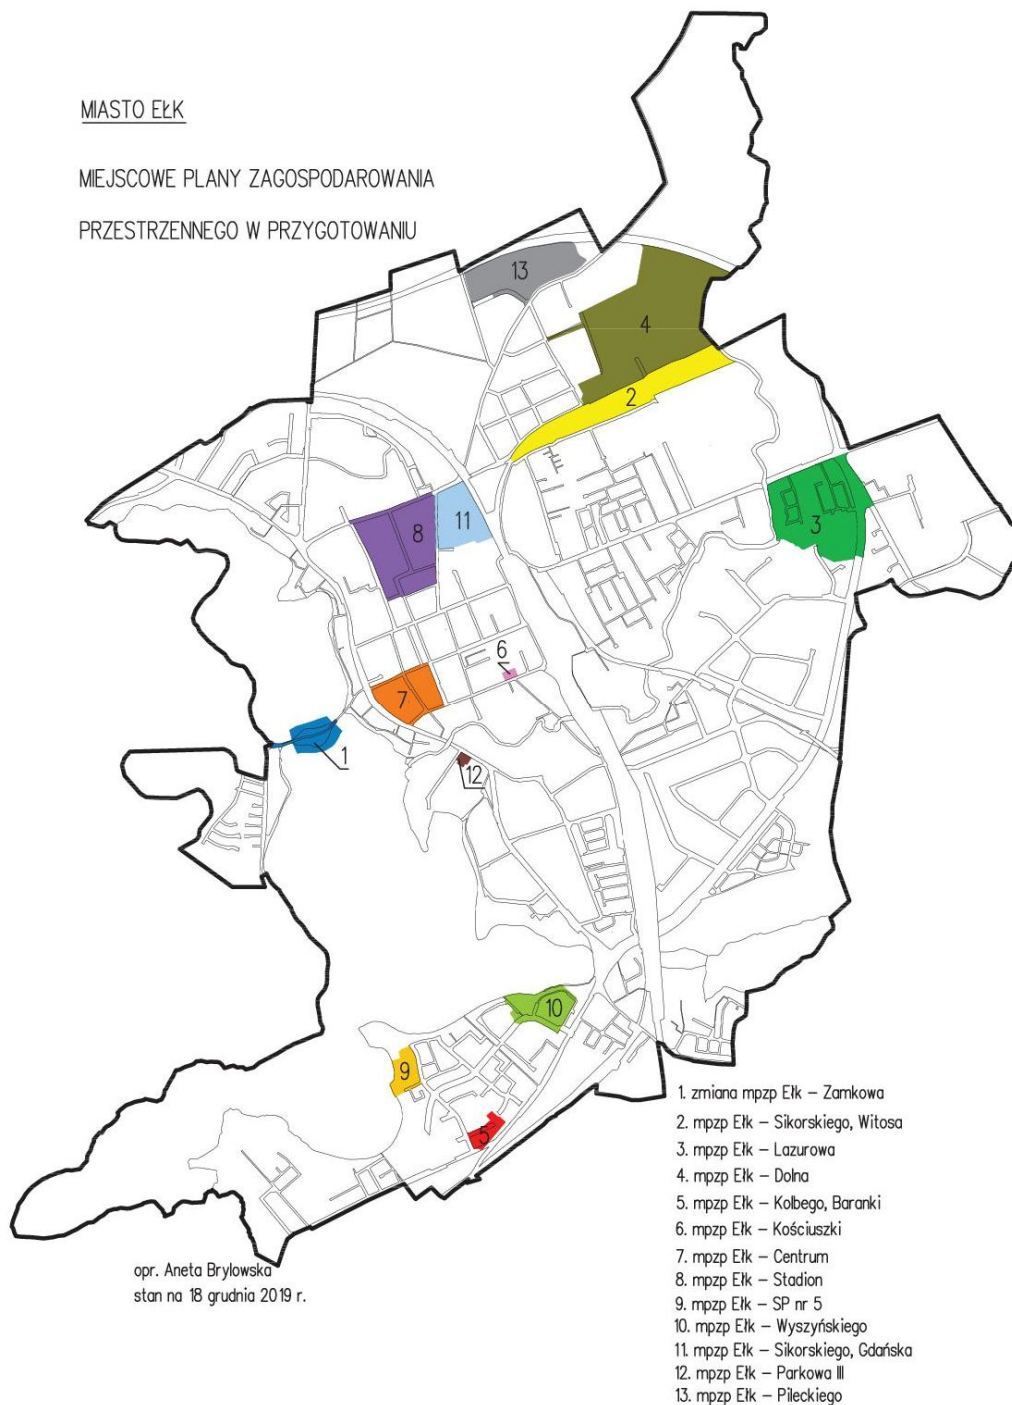 MIASTO EŁK
MIEJSCOWE PLANY ZAGOSPODAROWANIA
PRZESTRZENNEGO W PRZYGOTOWANIU
13
4
2
3
8
11
6
7
1
12
10
9
5
1. zmiana mpzp Ełk – Zamkowa
2. mpzp Ełk – Sikorskiego, Witosa
3. mpzp Ełk – Lazurowa
4. mpzp Ełk – Dolna
5. mpzp Ełk – Kolbego, Baranki
6. mpzp Ełk – Kościuszki
7. mpzp Ełk – Centrum
8. mpzp Ełk – Stadion
9. mpzp Ełk – SP nr 5
10. mpzp Ełk – Wyszyńskiego
11. mpzp Ełk – Sikorskiego, Gdańska
12. mpzp Ełk – Parkowa III
13. mpzp Ełk – Pileckiego
opr. Aneta Brylowska
stan na 18 grudnia 2019 r.